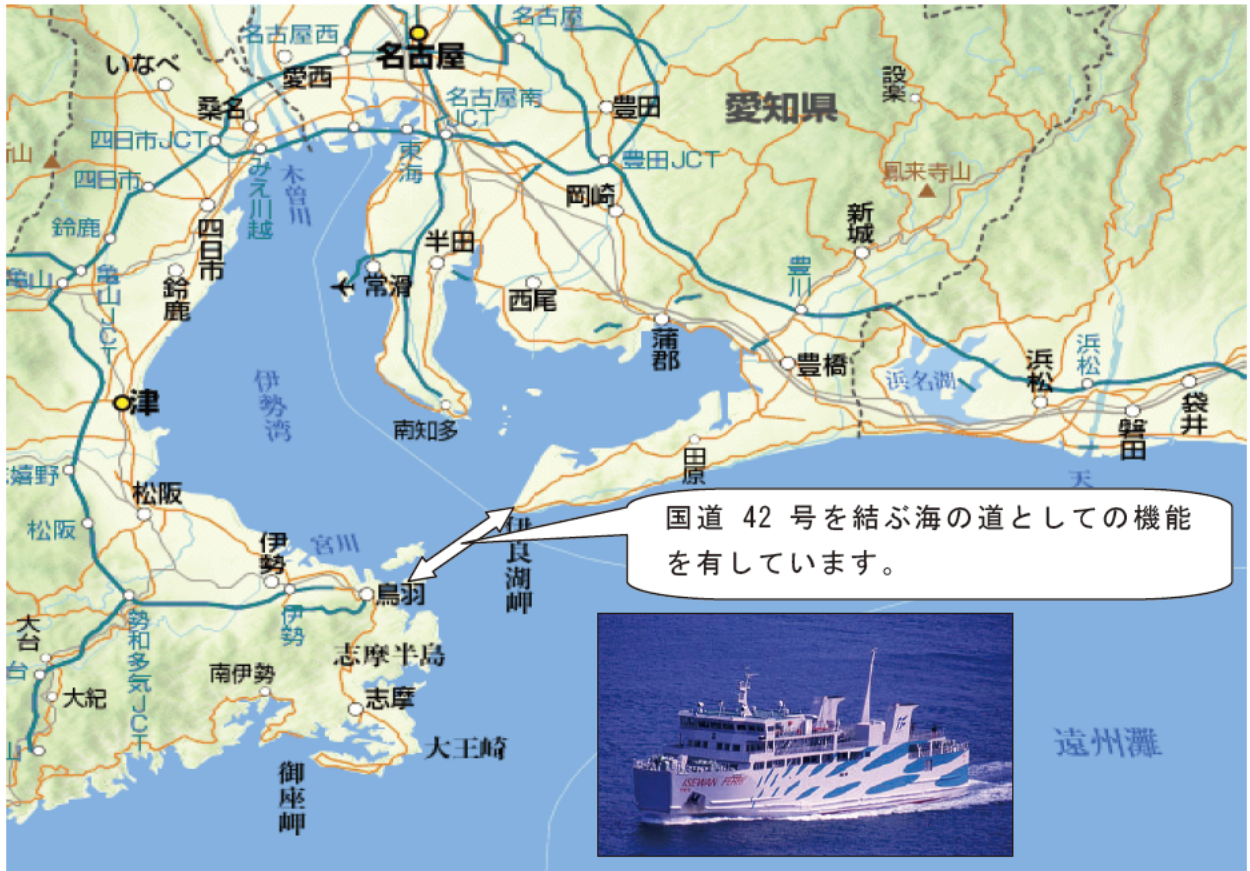 名古屋西
名古屋
名古屋
いなべ
愛西
設楽
桑名
名古屋南
JCT
豊田
愛知県
四日市JCT
東海
豊田JCT
山
四日市
みえ川越
木曽川
鳳来寺山
岡崎
新城
鈴鹿
四日市
半田
亀山
亀山JCT
鈴鹿
常滑
西尾
豊川
蒲郡
豊橋
浜松
浜松
浜名湖
袋井
津
伊勢湾
南知多
磐田
田原
嬉野
天
松阪
松阪
国道 42 号を結ぶ海の道としての機能
を有しています。
伊良湖岬
伊勢
宮川
鳥羽
伊勢
大台
台
勢和多気JCT
志摩半島
南伊勢
大紀
志摩
山
大王崎
御座岬
遠州灘
ISEWAN FERRY